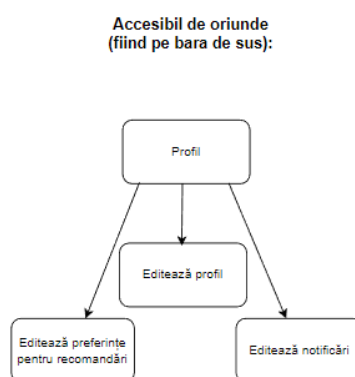 Accesibil de oriunde
(fiind pe bara de sus):
Profil
Editează profil
Editează preferințe
pentru recomandări
Editează notificări